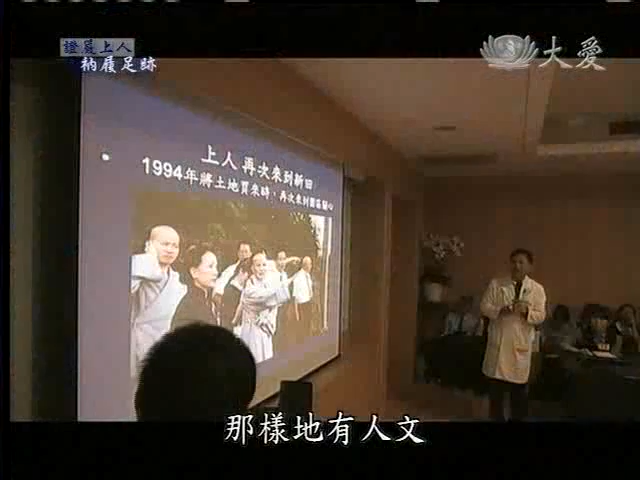 證嚴上人
衲履足跡
大愛
上人 再次來到新田
1994年將土地買來時，再次來到園區關心
那樣地有人文